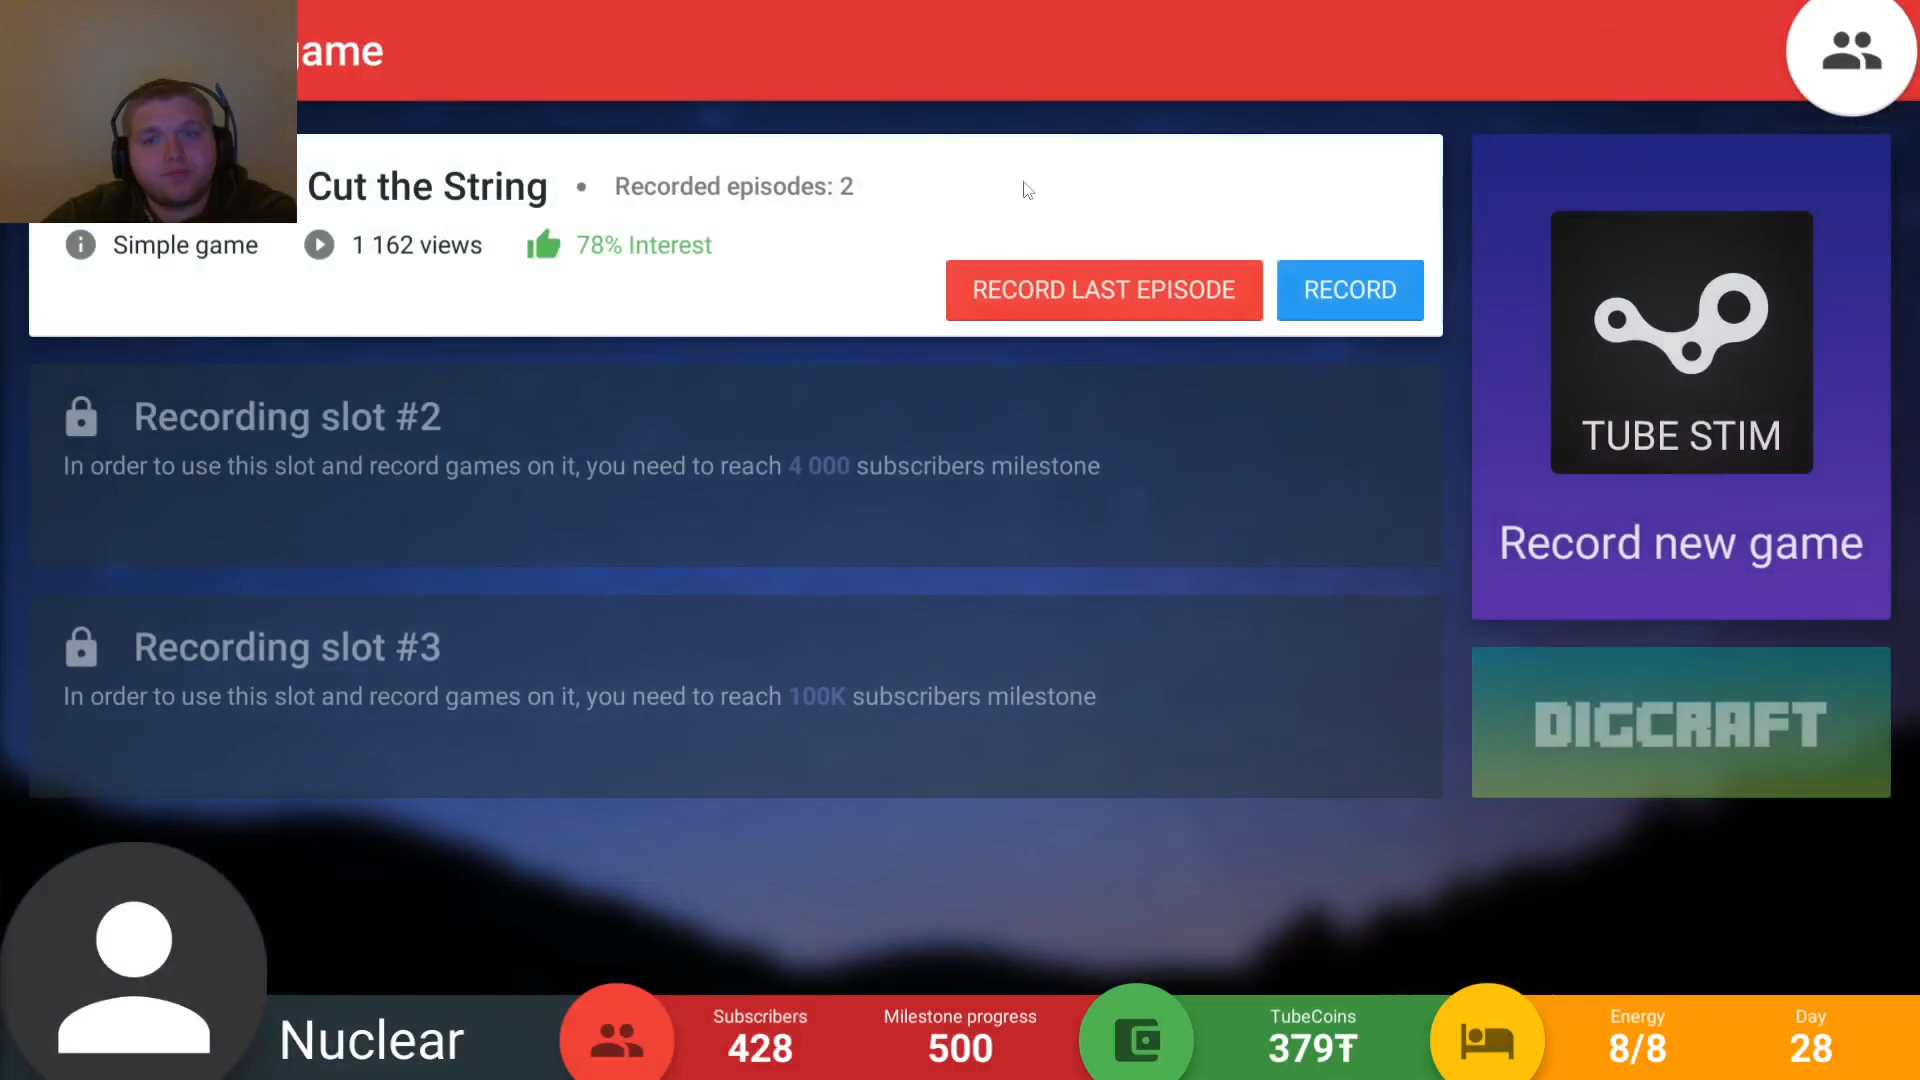 ame
Cut the String • Recorded episodes: 2
Simple game 1 162 views 78% Interest
RECORD LAST EPISODE RECORD
Recording slot #2
In order to use this slot and record games on it, you need to reach 4 000 subscribers milestone
Recording slot #3
In order to use this slot and record games on it, you need to reach 100K subscribers milestone
TUBE STIM
Record new game
DIGCRAFT
Nuclear
Subscribers
428
Milestone progress
500
TubeCoins
379Ŧ
Energy
8/8
Day
28